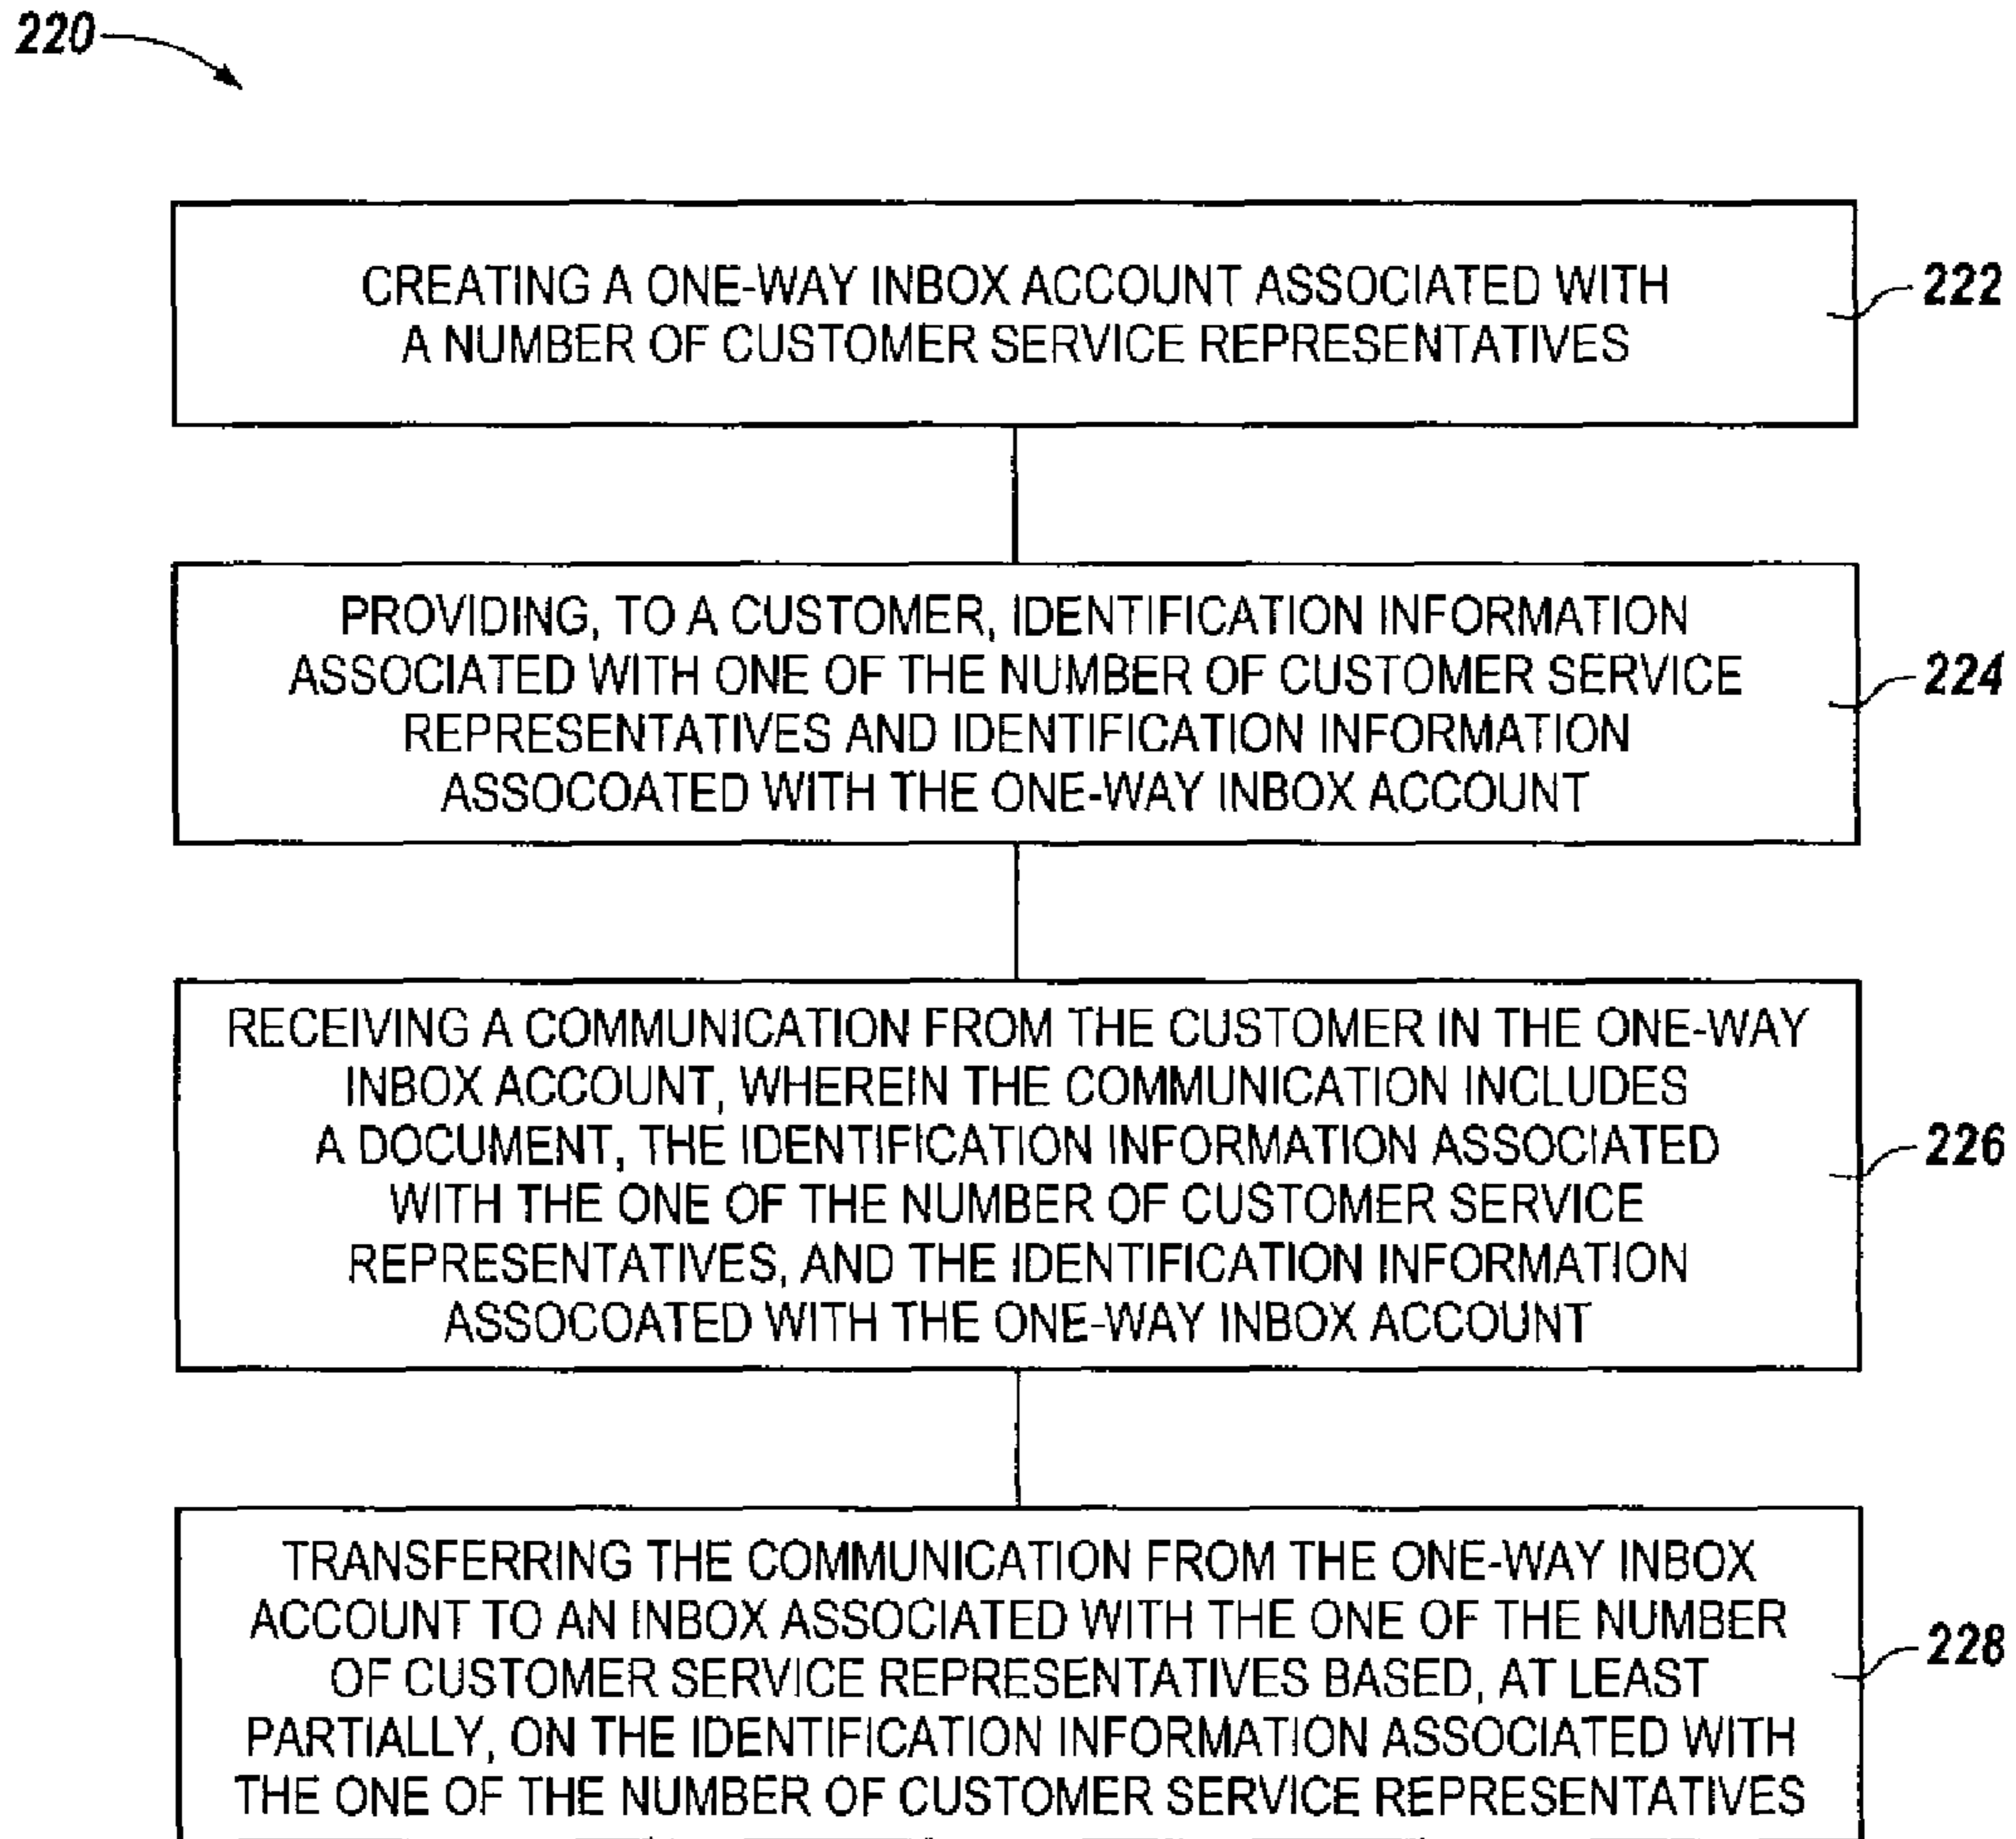 220
CREATING A ONE-WAY INBOX ACCOUNT ASSOCIATED WITH
A NUMBER OF CUSTOMER SERVICE REPRESENTATIVES
222
PROVIDING, TO A CUSTOMER, IDENTIFICATION INFORMATION
ASSOCIATED WITH ONE OF THE NUMBER OF CUSTOMER SERVICE
REPRESENTATIVES AND IDENTIFICATION INFORMATION
ASSOCOATED WITH THE ONE-WAY INBOX ACCOUNT
224
RECEIVING A COMMUNICATION FROM THE CUSTOMER IN THE ONE-WAY
INBOX ACCOUNT, WHEREIN THE COMMUNICATION INCLUDES
A DOCUMENT, THE IDENTIFICATION INFORMATION ASSOCIATED
WITH THE ONE OF THE NUMBER OF CUSTOMER SERVICE
REPRESENTATIVES, AND THE IDENTIFICATION INFORMATION
ASSOCOATED WITH THE ONE-WAY INBOX ACCOUNT
226
TRANSFERRING THE COMMUNICATION FROM THE ONE-WAY INBOX
ACCOUNT TO AN INBOX ASSOCIATED WITH THE ONE OF THE NUMBER
OF CUSTOMER SERVICE REPRESENTATIVES BASED, AT LEAST
PARTIALLY, ON THE IDENTIFICATION INFORMATION ASSOCIATED WITH
THE ONE OF THE NUMBER OF CUSTOMER SERVICE REPRESENTATIVES
228